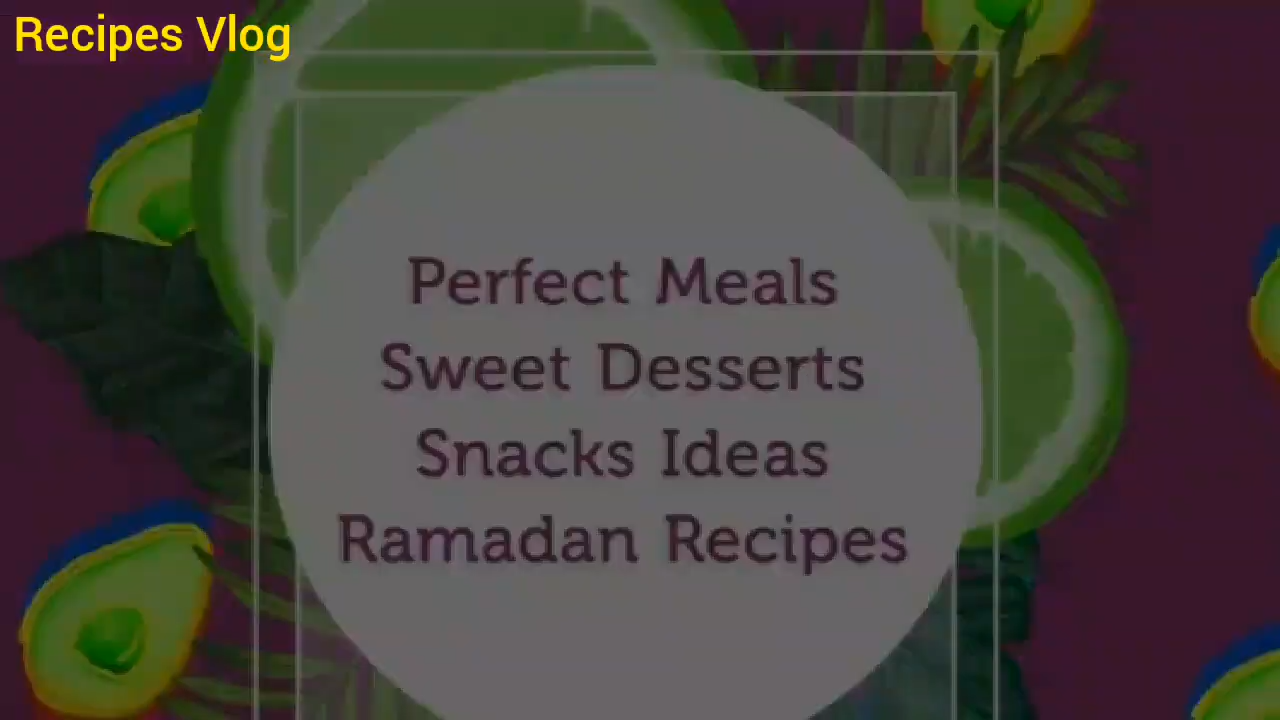 Recipes Vlog
Perfect Meals
Sweet Desserts
Snacks Ideas
Ramadan Recipes